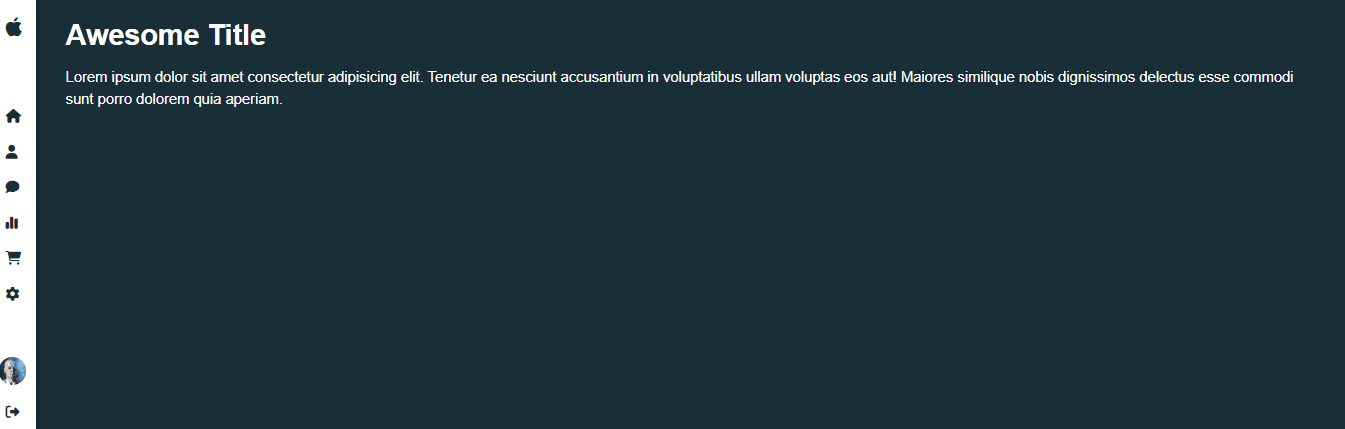 Awesome Title
Lorem ipsum dolor sit amet consectetur adipisicing elit. Tenetur ea nesciunt accusantium in voluptatibus ullam voluptas eos aut! Maiores similique nobis dignissimos delectus esse commodi
sunt porro dolorem quia aperiam.